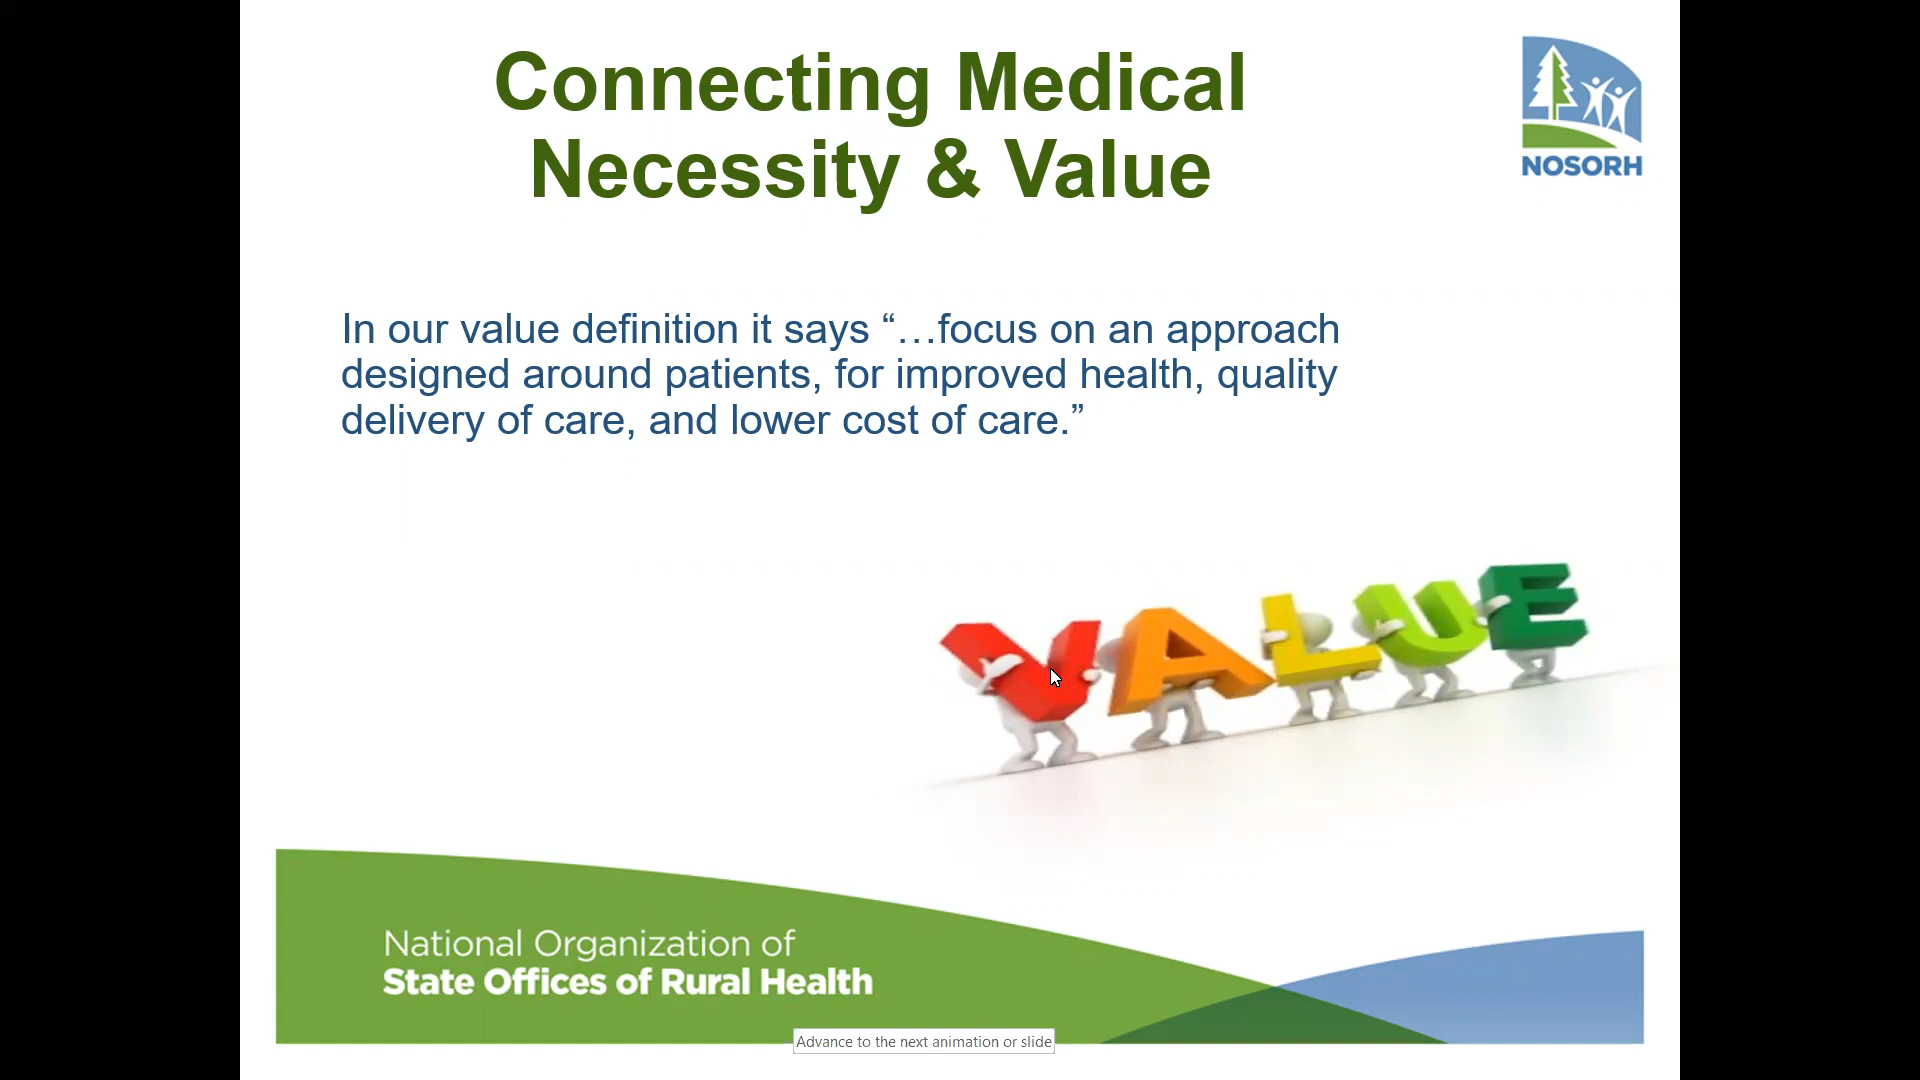 Connecting Medical
Necessity & Value
NOSORH
In our value definition it says “…focus on an approach
designed around patients, for improved health, quality
delivery of care, and lower cost of care.”
VALUE
National Organization of
State Offices of Rural Health
Advance to the next animation or slide